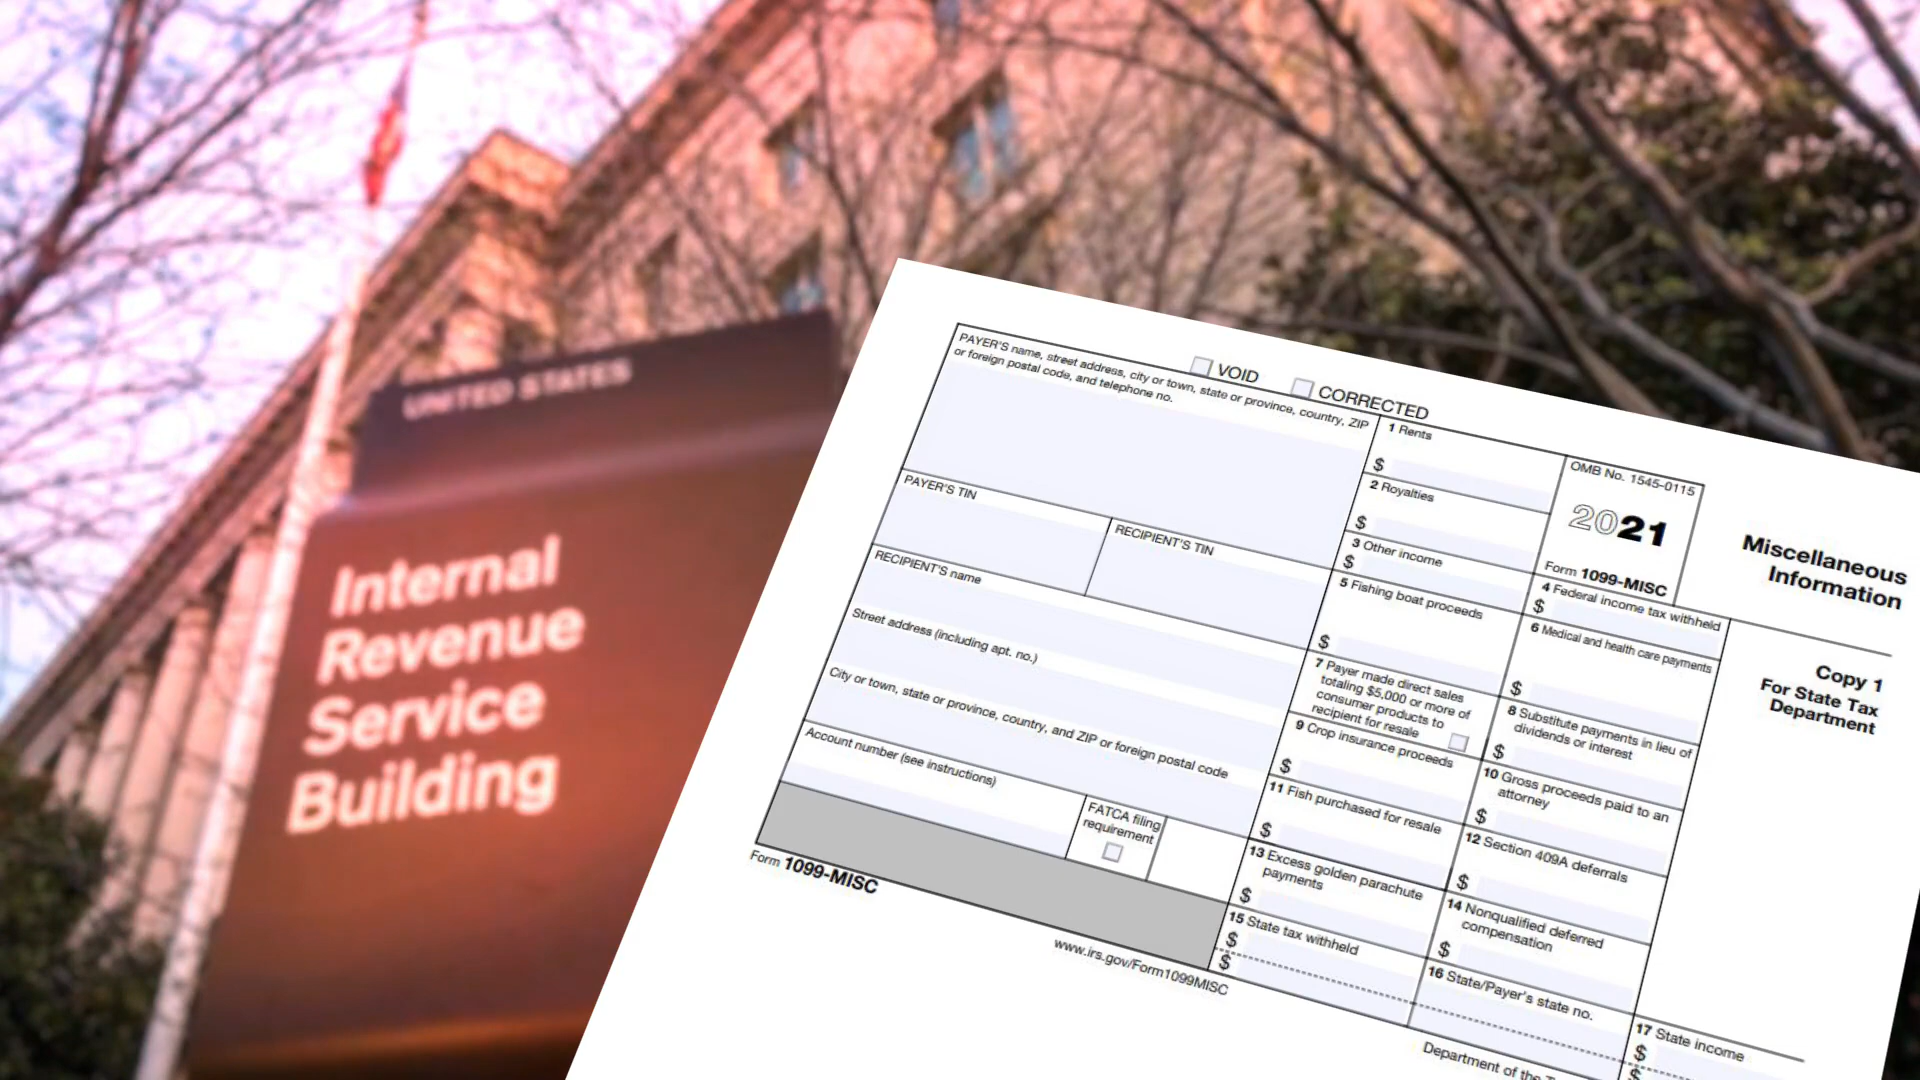 UNITED STATES
Internal
Revenue
Service
Building
VOID
CORRECTED
PAYER'S name, street address, city or town, state or province, country, ZIP
or foreign postal code, and telephone no.
1 Rents
$
OMB No. 1545-0115
2021
Form 1099-MISC
Miscellaneous
Information
2 Royalties
$
3 Other income
$
4 Federal income tax withheld
$
Copy 1
For State Tax
Department
PAYER'S TIN
RECIPIENT'S TIN
5 Fishing boat proceeds
$
6 Medical and health care payments
$
RECIPIENT'S name
7 Payer made direct sales
totaling $5,000 or more of
consumer products to
recipient for resale
8 Substitute payments in lieu of
dividends or interest
$
Street address (including apt. no.)
9 Crop insurance proceeds
$
10 Gross proceeds paid to an
attorney
$
City or town, state or province, country, and ZIP or foreign postal code
11 Fish purchased for resale
$
12 Section 409A deferrals
$
Account number (see instructions)
FATCA filing
requirement
13 Excess golden parachute
payments
$
14 Nonqualified deferred
compensation
$
15 State tax withheld
$
$
16 State/Payer's state no.
17 State income
$
$
Form 1099-MISC
www.irs.gov/Form1099MISC
Department of the